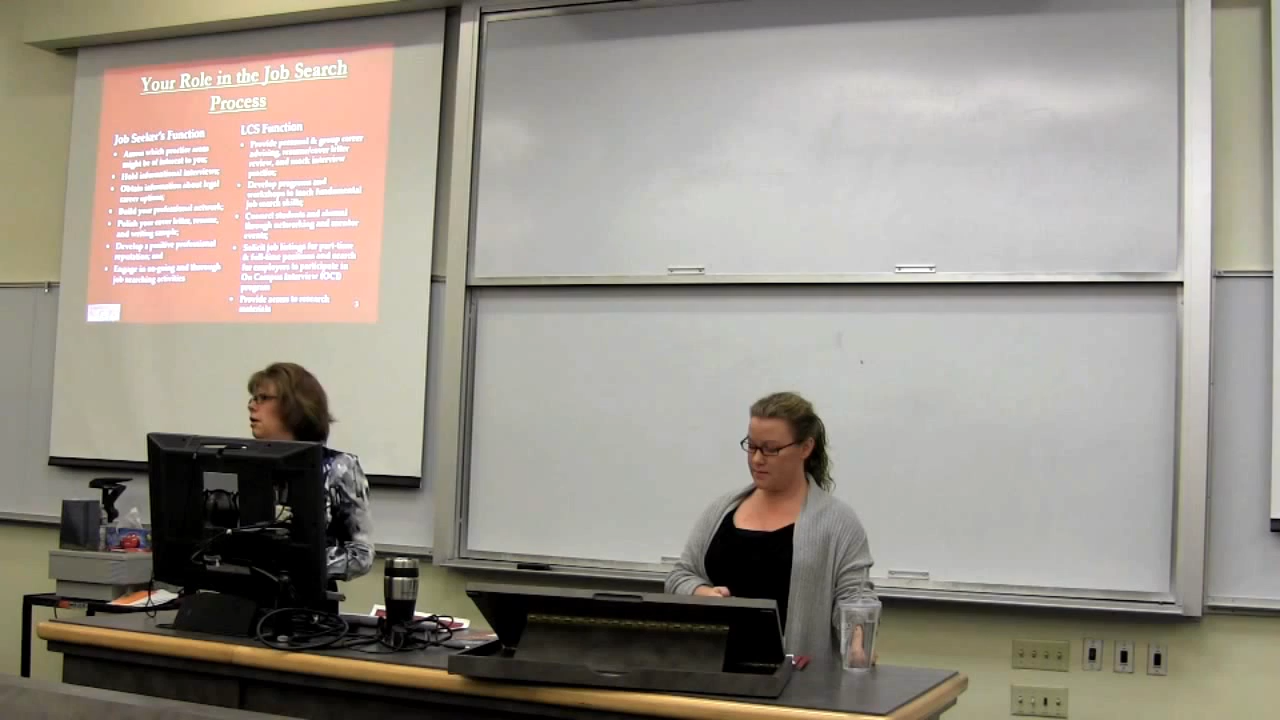 Your Role in the Job Search
Process
Job Seeker's Function
Assess which practice areas
might be of interest to you;
Hold informational interviews;
Obtain information about legal
career options;
Build your professional network;
Polish your cover letter, resume,
and writing sample;
Develop a positive professional
reputation; and
Engage in on-going and thorough
job searching activities
LCS Function
Provide personal & group career
advising, resume/cover letter
review, and mock interview
practice;
Develop programs and
workshops to teach fundamental
job search skills;
Connect students and alumni
through networking and mentor
events;
Solicit job listings for part-time
& full-time positions and search
for employers to participate in
On Campus Interview (OCI)
program
Provide access to research
materials
3